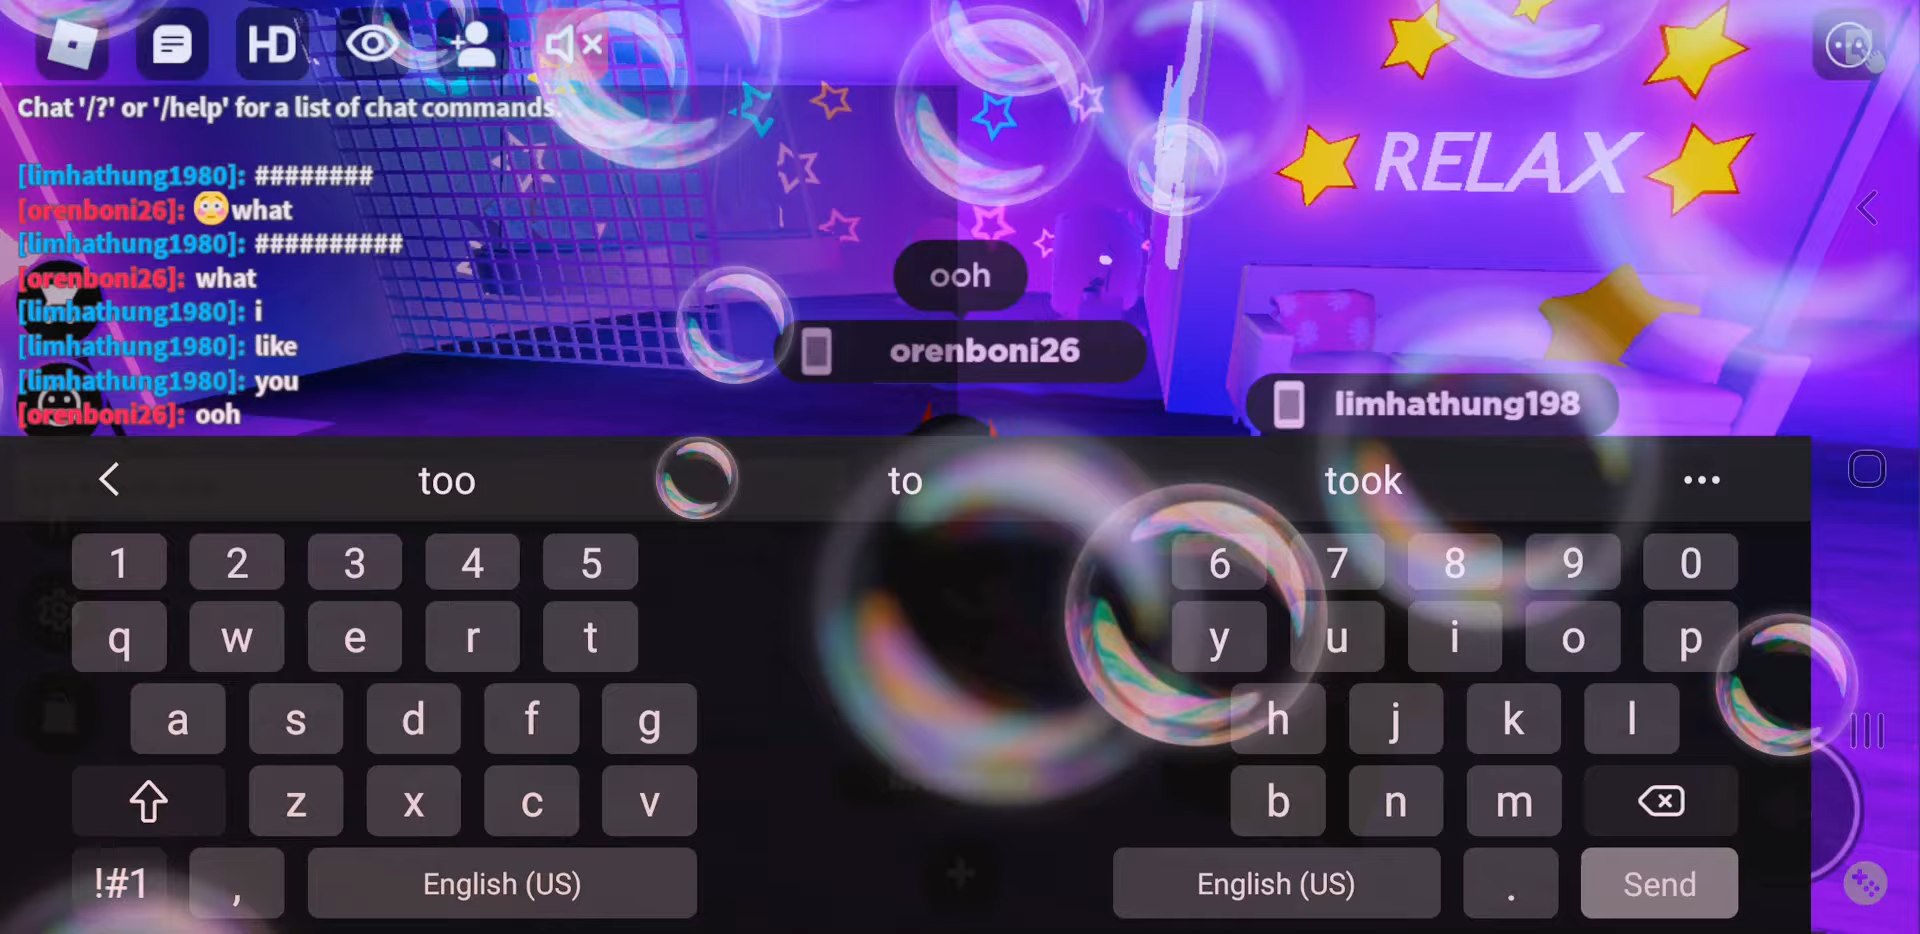 HD
Chat '/?' or '/help' for a list of chat commands.
[limhathung1980]: ########
[orenboni26]: 😳what
[limhathung1980]: ##########
[orenboni26]: what
[limhathung1980]: i
[limhathung1980]: like
[limhathung1980]: you
[orenboni26]: ooh
RELAX
ooh
orenboni26
limhathung198
too to took
1 2 3 4 5 6 7 8 9 0
q w e r t y u i o p
a s d f g h j k l
z x c v b n m
!#1 , English (US) English (US) . Send